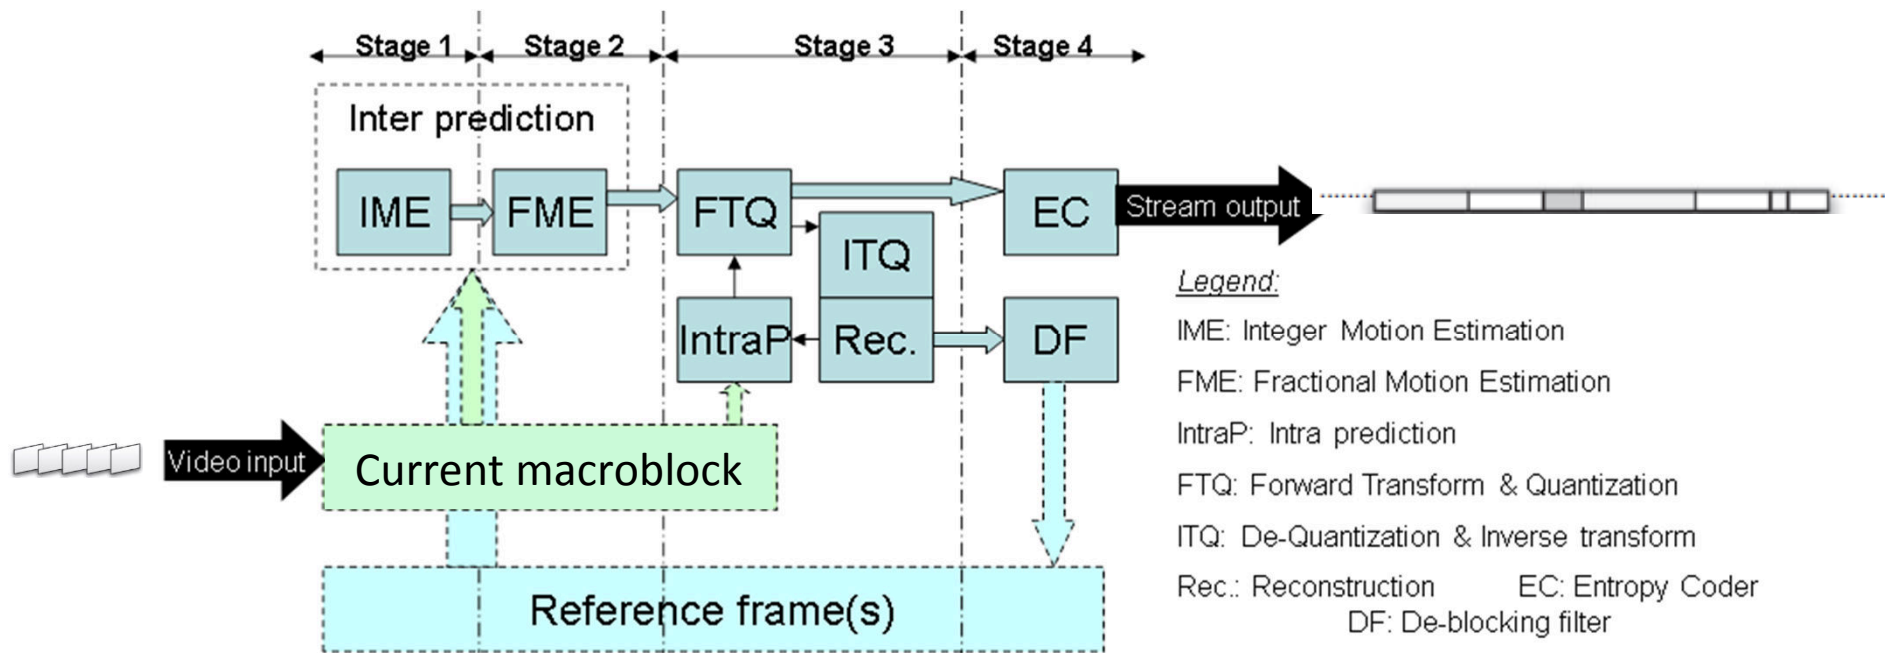 Stage 1
Stage 2
Stage 3
Stage 4
Inter prediction
IME
FME
FTQ
EC
Stream output
ITQ
IntraP
Rec.
DF
Video input
Current macroblock
Reference frame(s)
Legend:
IME: Integer Motion Estimation
FME: Fractional Motion Estimation
IntraP: Intra prediction
FTQ: Forward Transform & Quantization
ITQ: De-Quantization & Inverse transform
Rec.: Reconstruction EC: Entropy Coder
DF: De-blocking filter